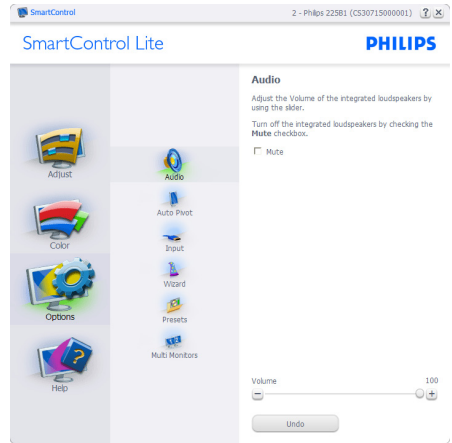 SmartControl
2 - Philips 225B1 (CS30715000001)
?
×
SmartControl Lite
PHILIPS
Adjust
Color
Options
Help
Audio
Auto Pivot
Input
Wizard
Presets
Multi Monitors
Audio
Adjust the Volume of the integrated loudspeakers by
using the slider.
Turn off the integrated loudspeakers by checking the
Mute checkbox.
Mute
Volume
100
Undo